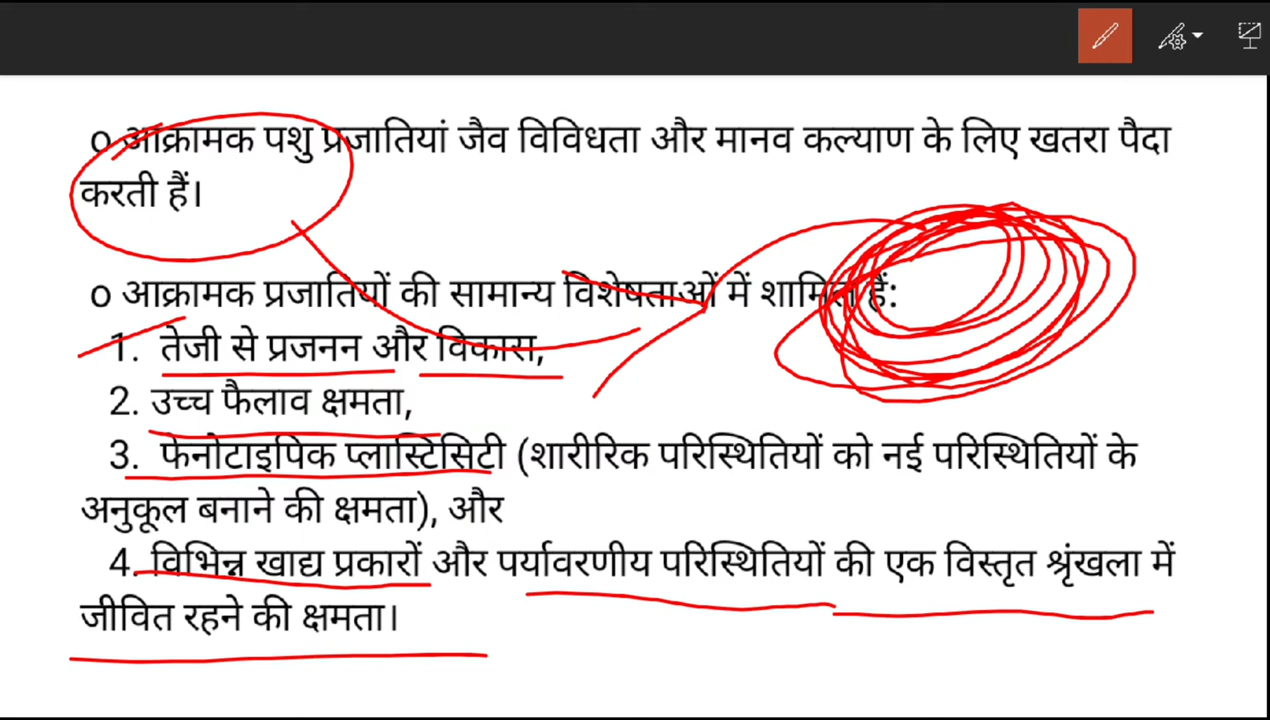 o आक्रामक पशु प्रजातियां जैव विविधता और मानव कल्याण के लिए खतरा पैदा
करती हैं।
o आक्रामक प्रजातियों की सामान्य विशेषताओं में शामिल हैं:
1. तेजी से प्रजनन और विकास,
2. उच्च फैलाव क्षमता,
3. फेनोटाइपिक प्लास्टिसिटी (शारीरिक परिस्थितियों को नई परिस्थितियों के
अनुकूल बनाने की क्षमता), और
4. विभिन्न खाद्य प्रकारों और पर्यावरणीय परिस्थितियों की एक विस्तृत श्रृंखला में
जीवित रहने की क्षमता।